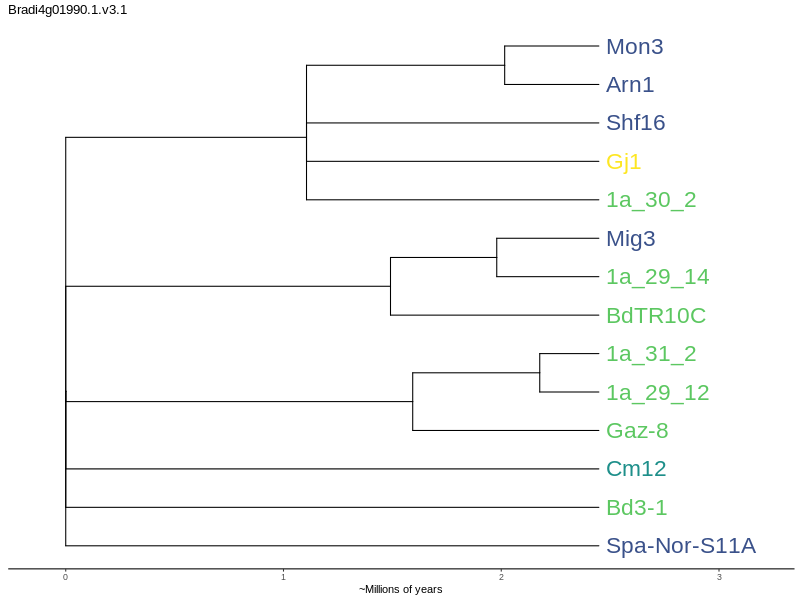 Bradi4g01990.1.v3.1
Mon3
Arn1
Shf16
Gj1
1a_30_2
Mig3
1a_29_14
BdTR10C
1a_31_2
1a_29_12
Gaz-8
Cm12
Bd3-1
Spa-Nor-S11A
0 1 2 3
~Millions of years